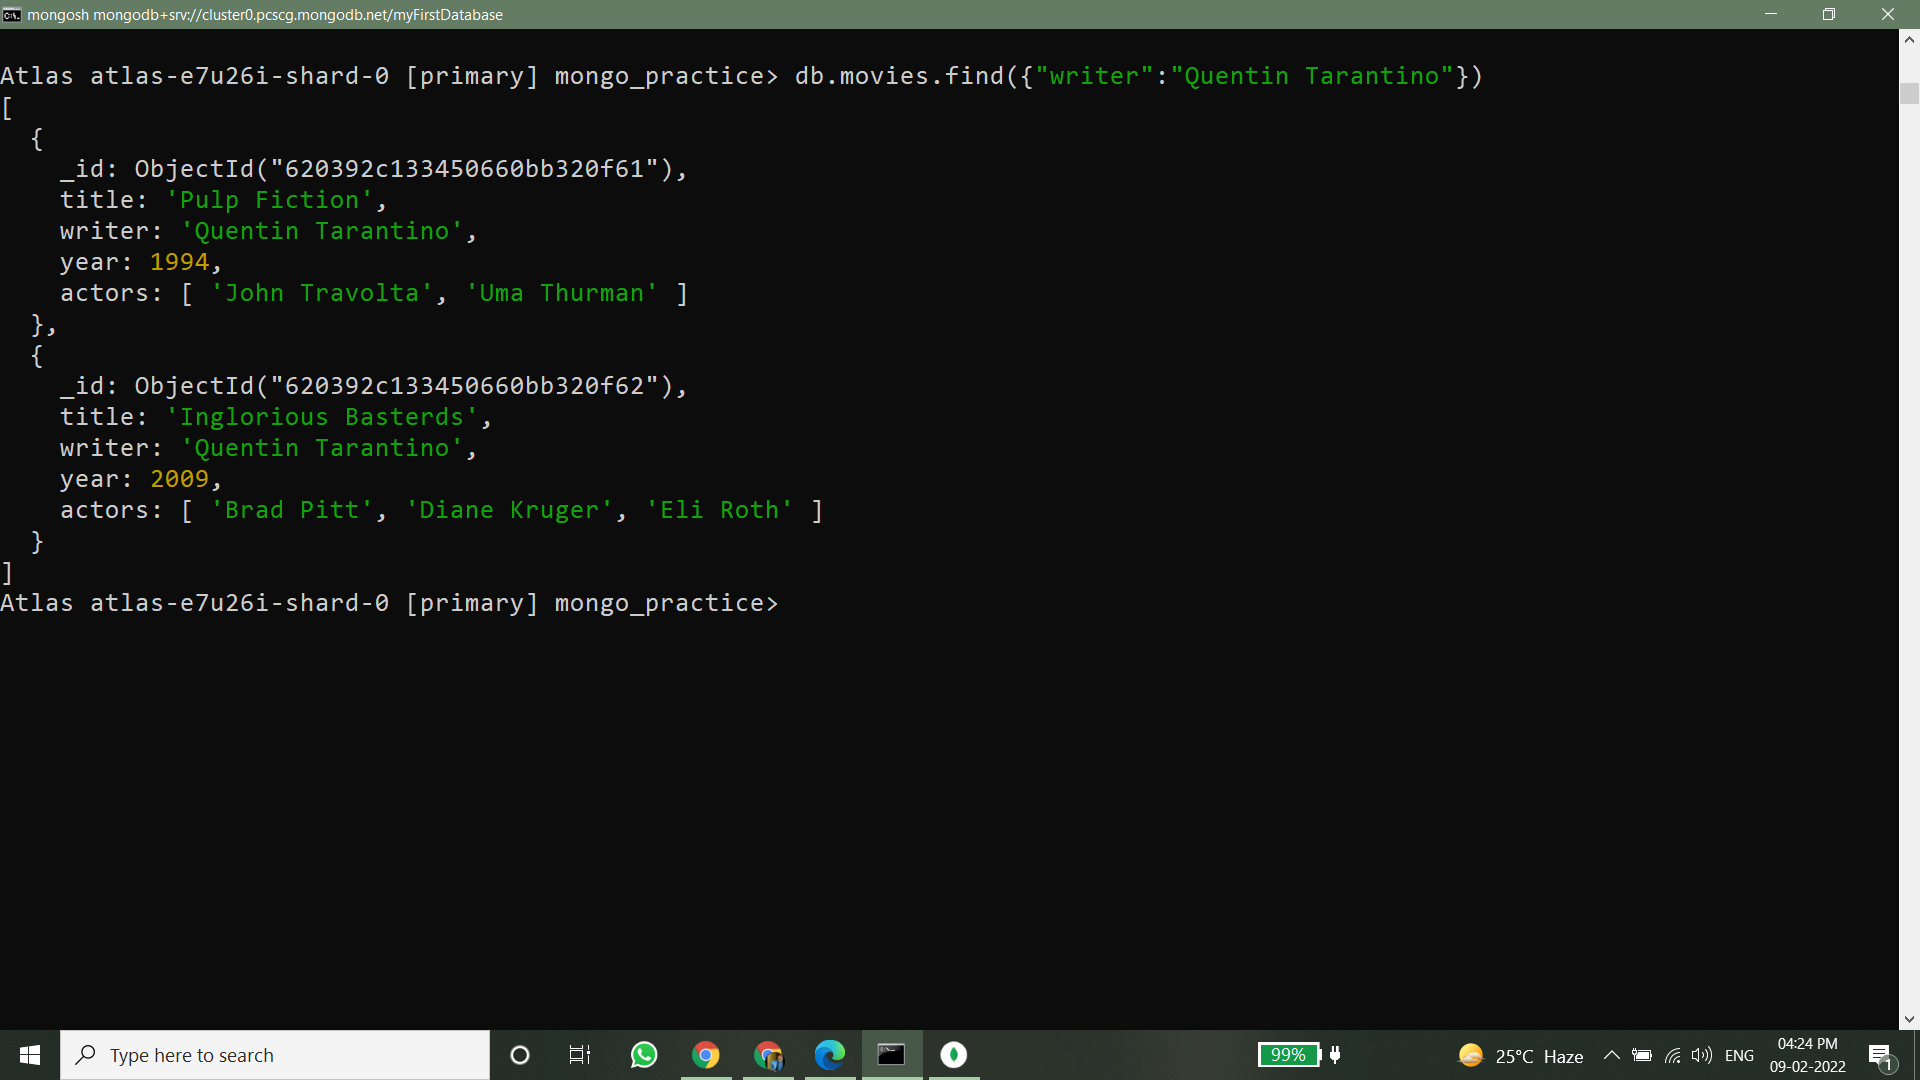 mongosh mongodb+srv://cluster0.pcscg.mongodb.net/myFirstDatabase
Atlas atlas-e7u26i-shard-0 [primary] mongo_practice> db.movies.find({"writer":"Quentin Tarantino"})
[
  {
    _id: ObjectId("620392c133450660bb320f61"),
    title: 'Pulp Fiction',
    writer: 'Quentin Tarantino',
    year: 1994,
    actors: [ 'John Travolta', 'Uma Thurman' ]
  },
  {
    _id: ObjectId("620392c133450660bb320f62"),
    title: 'Inglorious Basterds',
    writer: 'Quentin Tarantino',
    year: 2009,
    actors: [ 'Brad Pitt', 'Diane Kruger', 'Eli Roth' ]
  }
]
Atlas atlas-e7u26i-shard-0 [primary] mongo_practice>
Type here to search
99%
25°C Haze
ENG
04:24 PM
09-02-2022
1